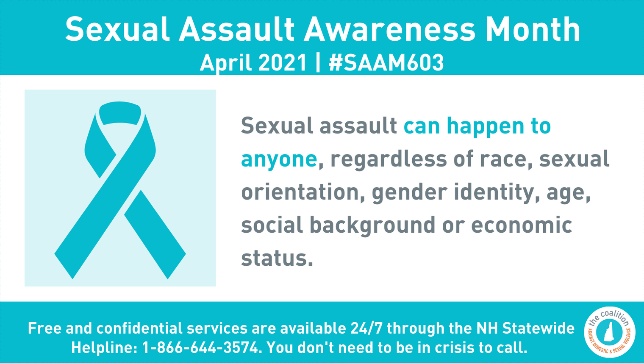 Sexual Assault Awareness Month
April 2021 | #SAAM603
Sexual assault can happen to
anyone, regardless of race, sexual
orientation, gender identity, age,
social background or economic
status.
Free and confidential services are available 24/7 through the NH Statewide
Helpline: 1-866-644-3574. You don't need to be in crisis to call.
the coalition